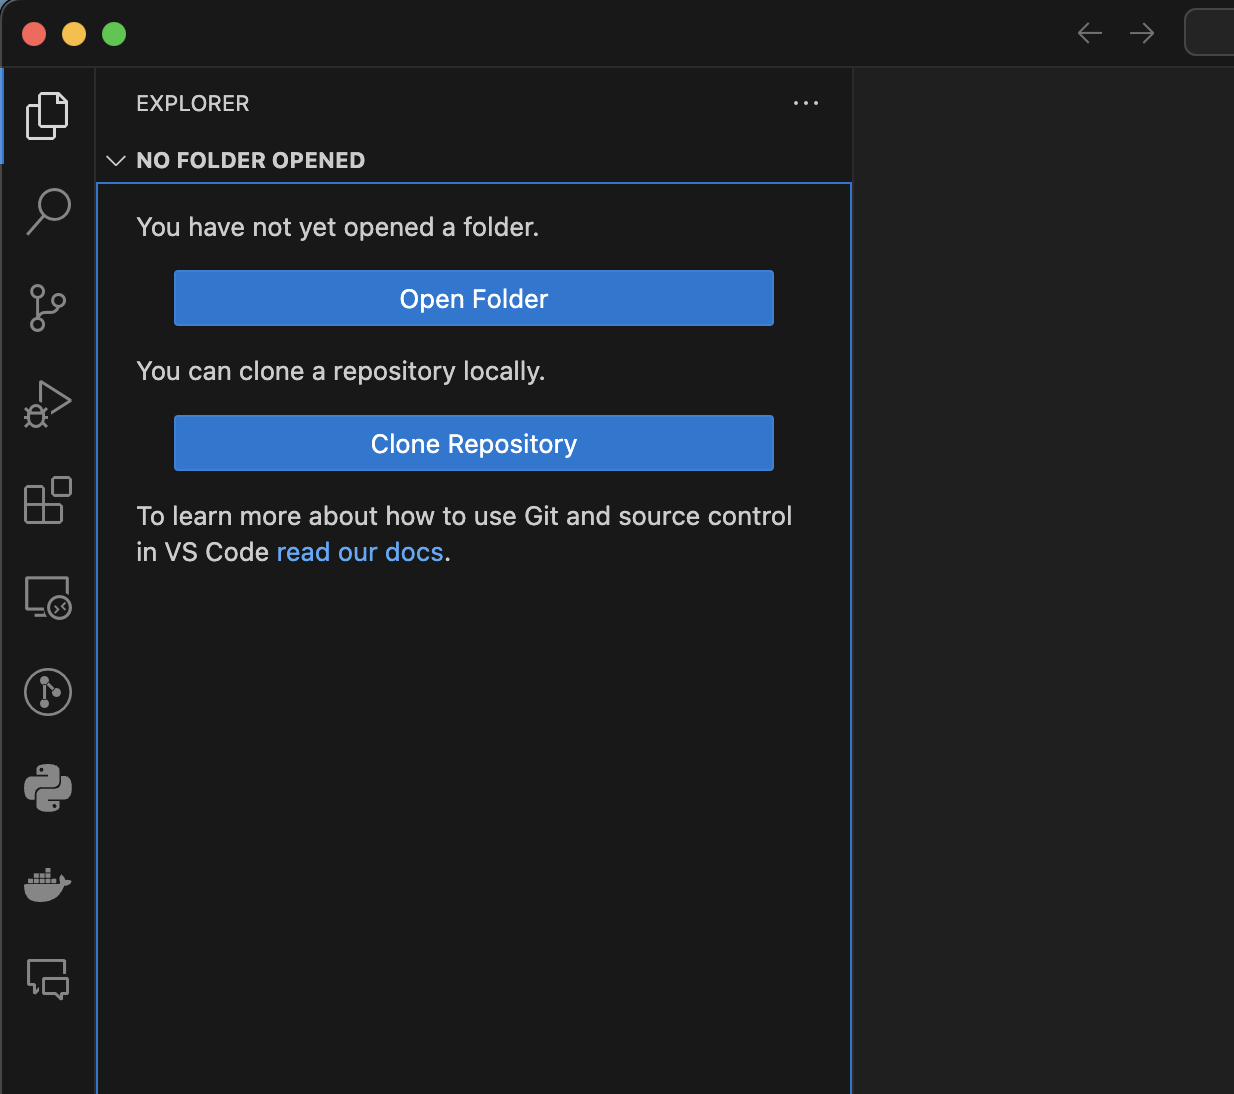 EXPLORER
NO FOLDER OPENED
You have not yet opened a folder.
Open Folder
You can clone a repository locally.
Clone Repository
To learn more about how to use Git and source control
in VS Code read our docs.